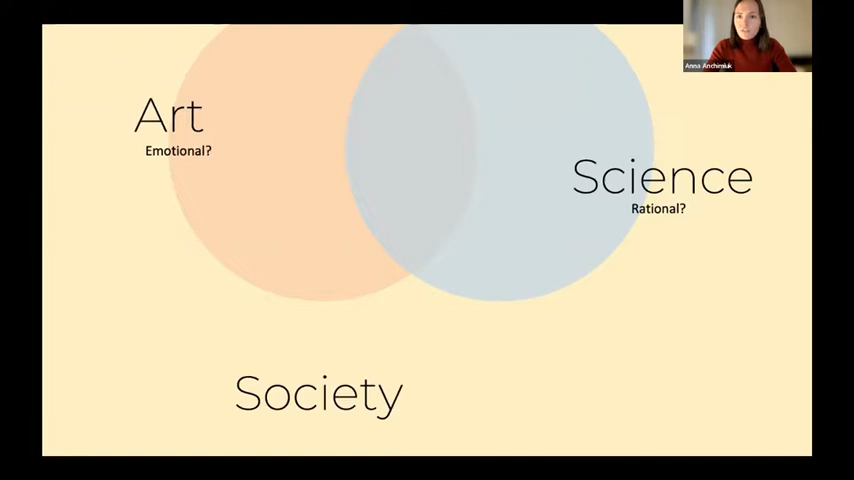 Anna Anchimiuk
Art
Emotional?
Science
Rational?
Society